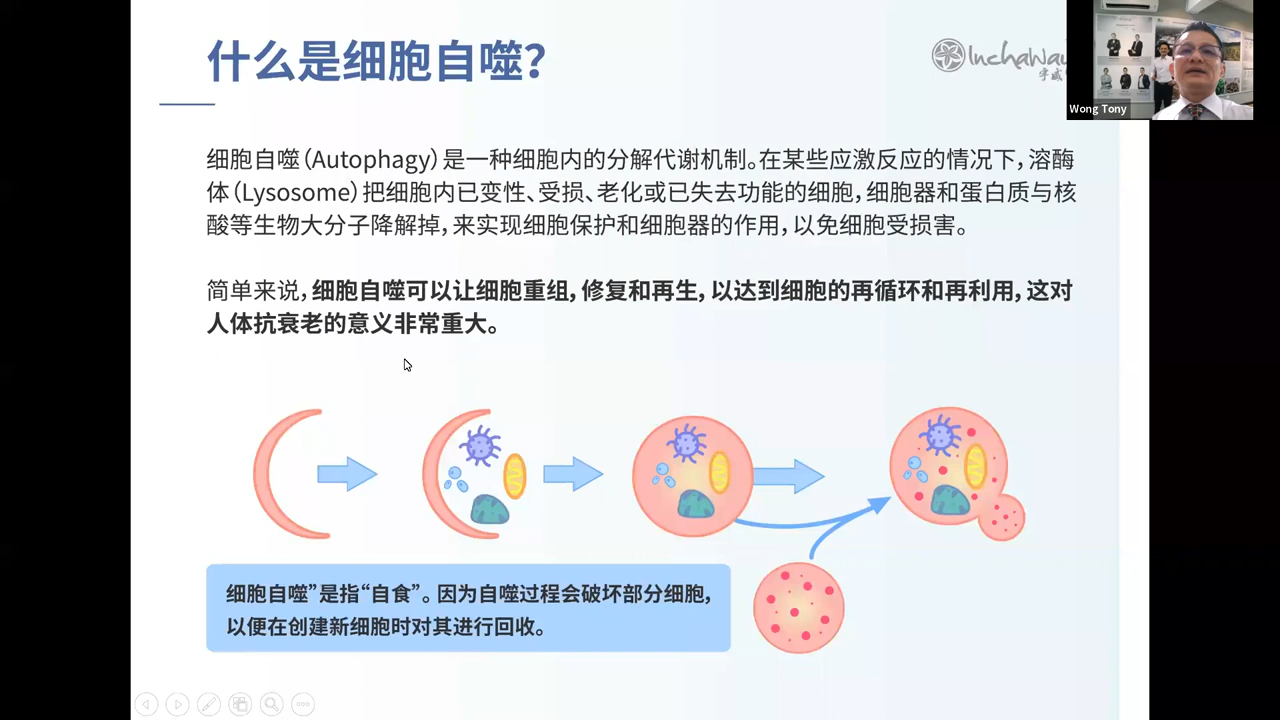 什么是细胞自噬？
Inchaway
Wong Tony
细胞自噬（Autophagy）是一种细胞内的分解代谢机制。在某些应激反应的情况下，溶酶
体（Lysosome）把细胞内已变性、受损、老化或已失去功能的细胞，细胞器和蛋白质与核
酸等生物大分子降解掉，来实现细胞保护和细胞器的作用，以免细胞受损害。
简单来说，细胞自噬可以让细胞重组，修复和再生，以达到细胞的再循环和再利用，这对
人体抗衰老的意义非常重大。
细胞自噬”是指“自食”。因为自噬过程会破坏部分细胞，
以便在创建新细胞时对其进行回收。